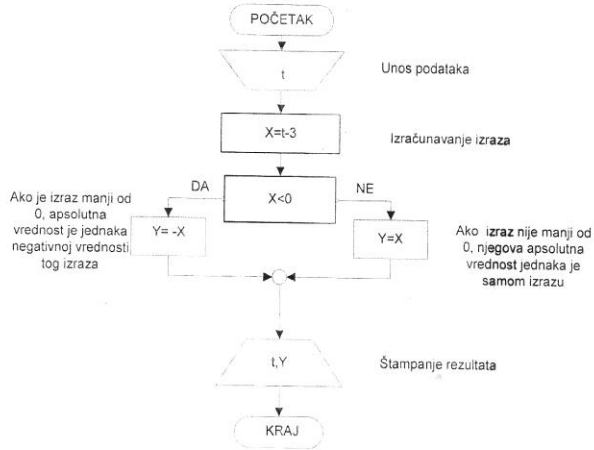 POČETAK
t
Unos podataka
X=t-3
Izračunavanje izraza
DA
X<0
NE
Ako je izraz manji od
0, apsolutna
vrednost je jednaka
negativnoj vrednosti
tog izraza
Y= -X
Y=X
Ako izraz nije manji od
0, njegova apsolutna
vrednost jednaka je
samom izrazu
t,Y
Štampanje rezultata
KRAJ